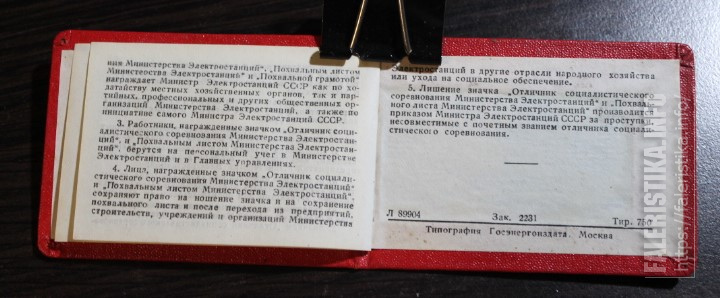 ния Министерства Электростанций", „Похвальным листом
Министерства Электростанций" и „Похвальной грамотой"
награждает Министр Электростанций СССР как по хо-
датайству местных хозяйственных органов, так и пар-
тийных, профессиональных и других общественных ор-
ганизаций Министерства Электростанций, а также по
инициативе самого Министра Электростанций СССР.
3. Работники, награжденные значком „Отличник соци-
алистического соревнования Министерства Электростан-
ций", и „Похвальным листом Министерства Электростан-
ций", берутся на персональный учет в Министерстве
Электростанций и в Главных управлениях.
4. Лица, награжденные значком „Отличник социали-
стического соревнования Министерства Электростанций"
и „Похвальным листом Министерства Электростанций",
сохраняют право на ношение значка и на сохранение
похвального листа и после перехода из предприятий,
строительств, учреждений и организаций Министерства
Электростанций в другие отрасли народного хозяйства
или ухода на социальное обеспечение.
5. Лишение значка „Отличник социалистического
соревнования Министерства Электростанций" и „Похваль-
ного листа Министерства Электростанций" производится
приказом Министра Электростанций СССР за проступки,
несовместимые с почетным званием отличника социали-
стического соревнования.
Л 89904 Зак. 2231 Тир. 750
Типография Госэнергоиздата. Москва
FALERISTIKA.INFO
https://faleristika.info